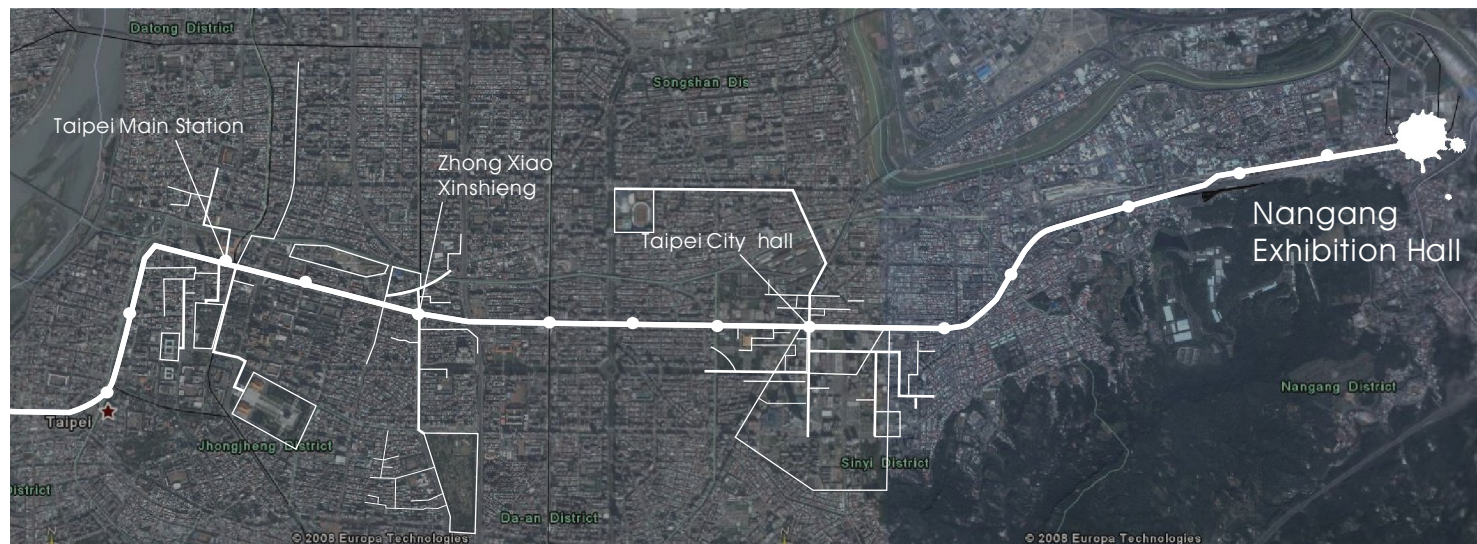 Datong District
Songshan Dis
Taipei Main Station
Zhong Xiao
Xinshieng
Nangang
Exhibition Hall
Taipei City hall
Nangang District
Taipei
Jhongjheng District
Sinyi District
istrict
Da-an District
© 2008 Europa Technologies
© 2008 Europa Technologies